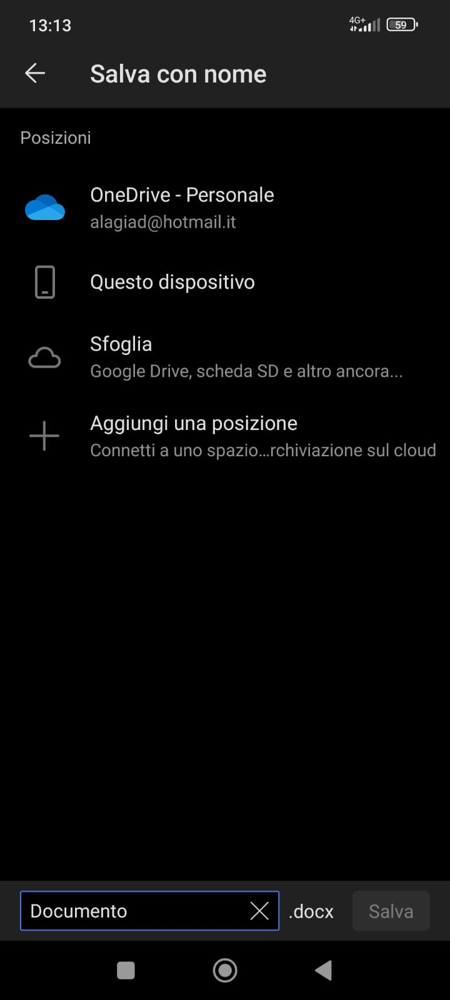 13:13
4G+
59
Salva con nome
Posizioni
OneDrive - Personale
alagiad@hotmail.it
Questo dispositivo
Sfoglia
Google Drive, scheda SD e altro ancora...
Aggiungi una posizione
Connetti a uno spazio...rchiviazione sul cloud
Documento
.docx
Salva